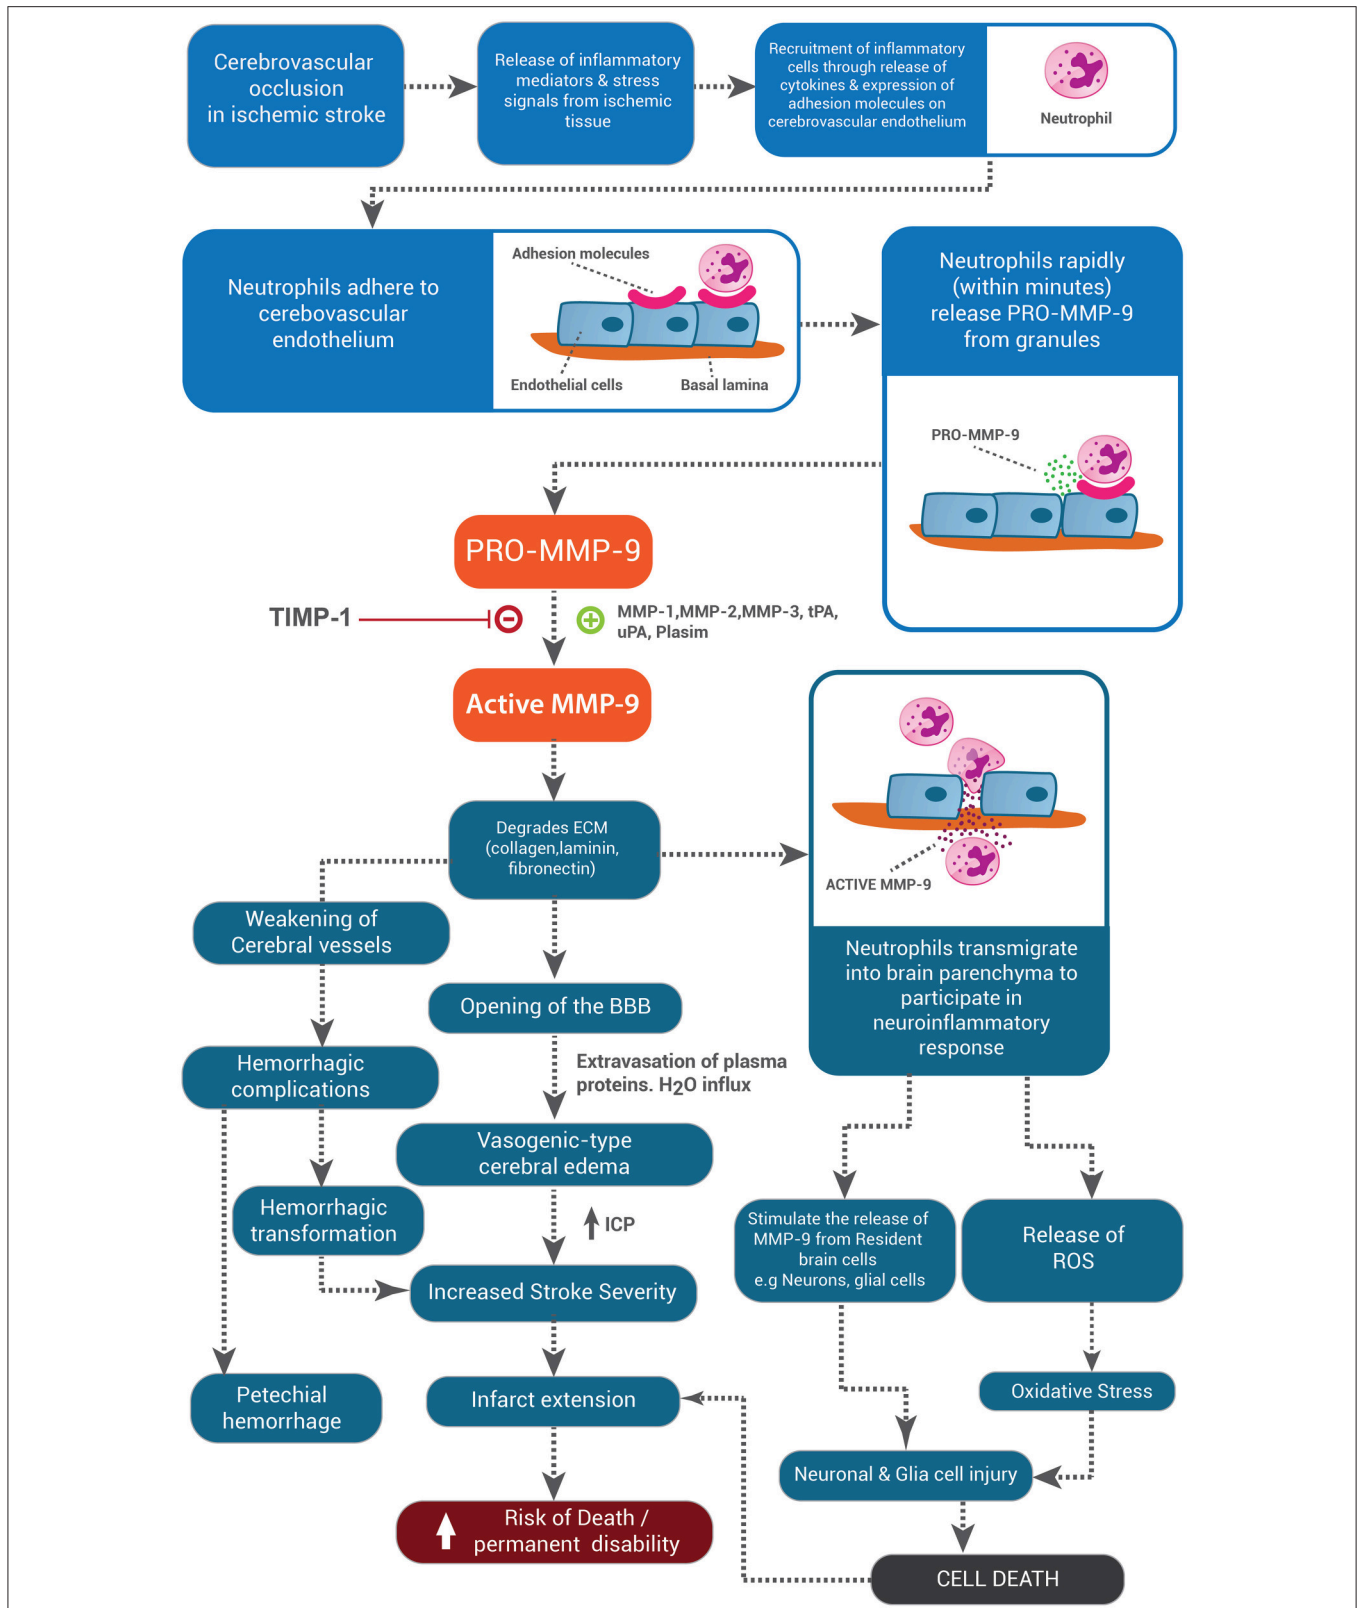 Cerebrovascular
occlusion
in ischemic stroke
Release of inflammatory
mediators & stress
signals from ischemic
tissue
Recruitment of inflammatory
cells through release of
cytokines & expression of
adhesion molecules on
cerebrovascular endothelium
Neutrophil
Neutrophils adhere to
cerebovascular
endothelium
Adhesion molecules
Endothelial cells
Basal lamina
Neutrophils rapidly
(within minutes)
release PRO-MMP-9
from granules
PRO-MMP-9
PRO-MMP-9
TIMP-1
MMP-1,MMP-2,MMP-3, tPA,
uPA, Plasim
Active MMP-9
Degrades ECM
(collagen,laminin,
fibronectin)
ACTIVE MMP-9
Neutrophils transmigrate
into brain parenchyma to
participate in
neuroinflammatory
response
Weakening of
Cerebral vessels
Opening of the BBB
Extravasation of plasma
proteins. H2O influx
Hemorrhagic
complications
Vasogenic-type
cerebral edema
ICP
Hemorrhagic
transformation
Stimulate the release of
MMP-9 from Resident
brain cells
e.g Neurons, glial cells
Release of
ROS
Increased Stroke Severity
Petechial
hemorrhage
Infarct extension
Oxidative Stress
Neuronal & Glia cell injury
Risk of Death /
permanent disability
CELL DEATH